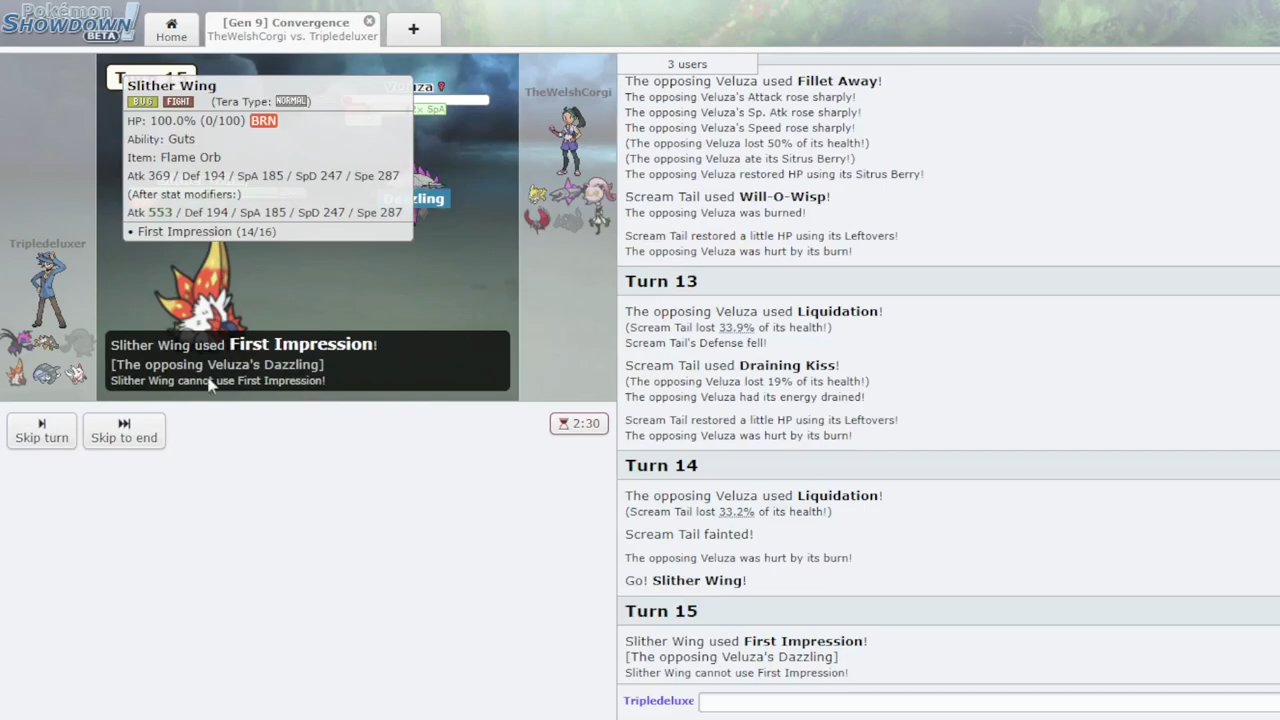 Pokémon
SHOWDOWN!
BETA
Home
[Gen 9] Convergence
TheWelshCorgi vs. Tripledeluxer
+
Slither Wing
BUG FIGHT (Tera Type: NORMAL)
HP: 100.0% (0/100) BRN
Ability: Guts
Item: Flame Orb
Atk 369 / Def 194 / SpA 185 / SpD 247 / Spe 287
(After stat modifiers:)
Atk 553 / Def 194 / SpA 185 / SpD 247 / Spe 287
• First Impression (14/16)
TheWelshCorgi
Tripledeluxer
Slither Wing used First Impression!
[The opposing Veluza's Dazzling]
Slither Wing cannot use First Impression!
Skip turn
Skip to end
2:30
3 users
The opposing Veluza used Fillet Away!
The opposing Veluza's Attack rose sharply!
The opposing Veluza's Sp. Atk rose sharply!
The opposing Veluza's Speed rose sharply!
(The opposing Veluza lost 50% of its health!)
(The opposing Veluza ate its Sitrus Berry!)
The opposing Veluza restored HP using its Sitrus Berry!
Scream Tail used Will-O-Wisp!
The opposing Veluza was burned!
Scream Tail restored a little HP using its Leftovers!
The opposing Veluza was hurt by its burn!
Turn 13
The opposing Veluza used Liquidation!
(Scream Tail lost 33.9% of its health!)
Scream Tail's Defense fell!
Scream Tail used Draining Kiss!
(The opposing Veluza lost 19% of its health!)
The opposing Veluza had its energy drained!
Scream Tail restored a little HP using its Leftovers!
The opposing Veluza was hurt by its burn!
Turn 14
The opposing Veluza used Liquidation!
(Scream Tail lost 33.2% of its health!)
Scream Tail fainted!
The opposing Veluza was hurt by its burn!
Go! Slither Wing!
Turn 15
Slither Wing used First Impression!
[The opposing Veluza's Dazzling]
Slither Wing cannot use First Impression!
Tripledeluxe